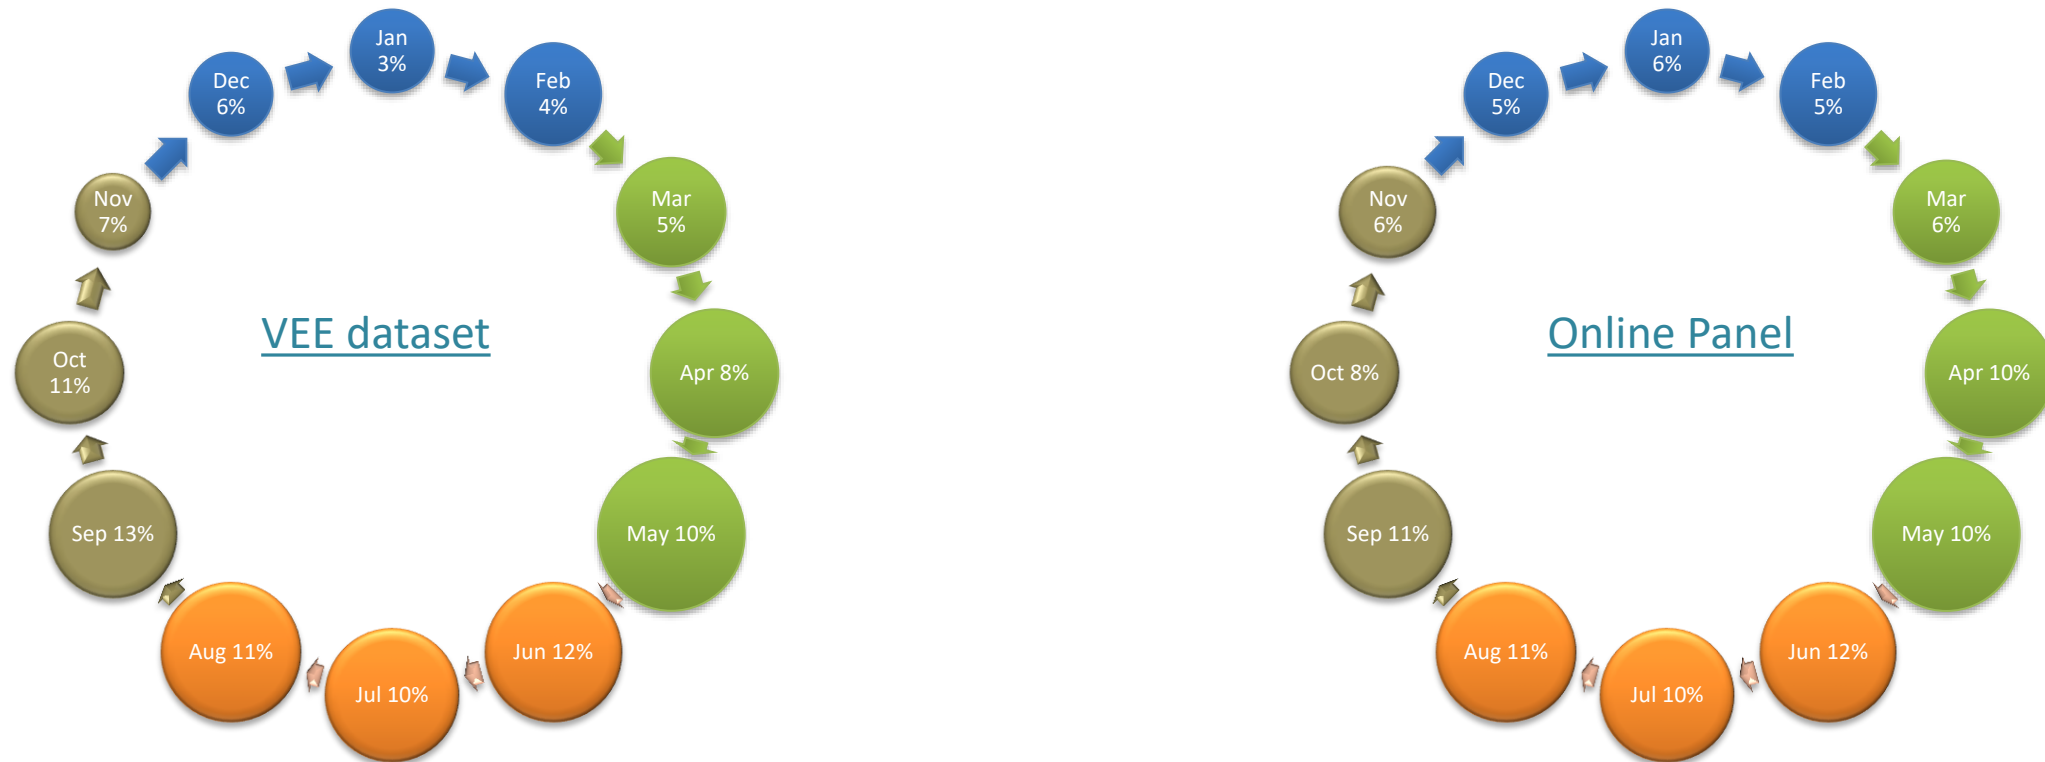 Jan
3%
Feb
4%
Mar
5%
Apr 8%
May 10%
Jun 12%
Jul 10%
Aug 11%
Sep 13%
Oct
11%
Nov
7%
Dec
6%
VEE dataset
Jan
6%
Feb
5%
Mar
6%
Apr 10%
May 10%
Jun 12%
Jul 10%
Aug 11%
Sep 11%
Oct 8%
Nov
6%
Dec
5%
Online Panel